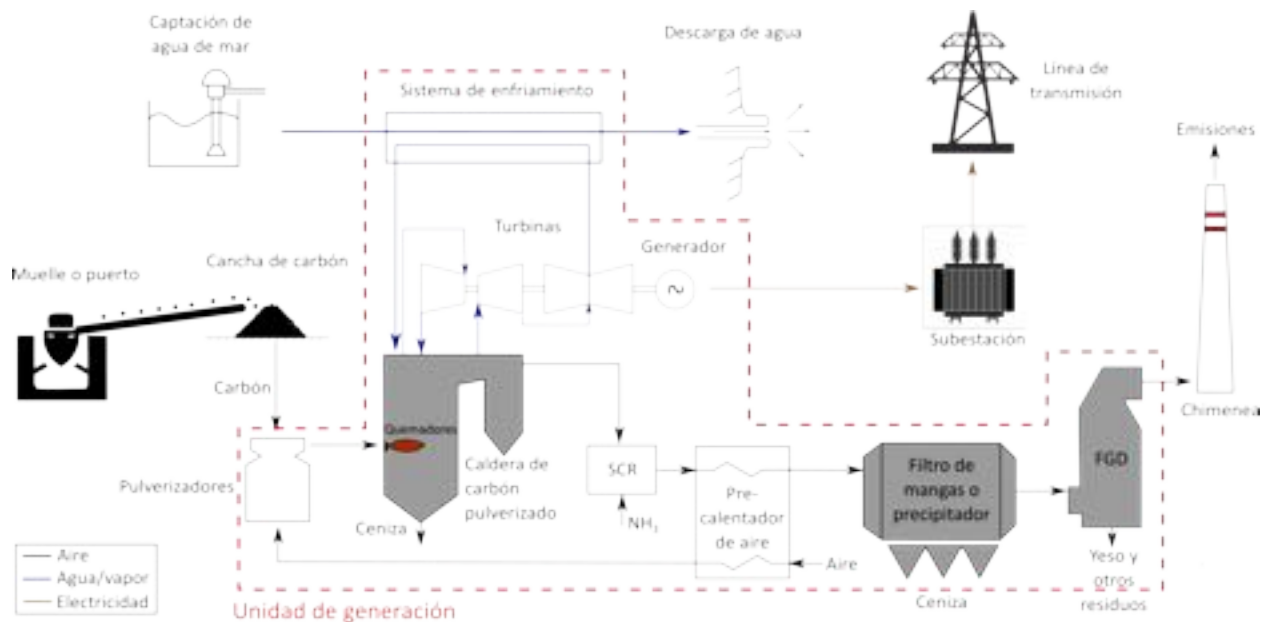 Captación de
agua de mar
Descarga de agua
Sistema de enfriamiento
Línea de
transmisión
Emisiones
Turbinas
Generador
Muelle o puerto
Cancha de carbón
Subestación
Carbón
Chimenea
Quemadores
Pulverizadores
Caldera de
carbón
pulverizado
SCR
NH₃
Pre-
calentador
de aire
Filtro de
mangas o
precipitador
FGD
Ceniza
Aire
Aire
Agua/vapor
Electricidad
Ceniza
Yeso y
otros
residuos
Unidad de generación